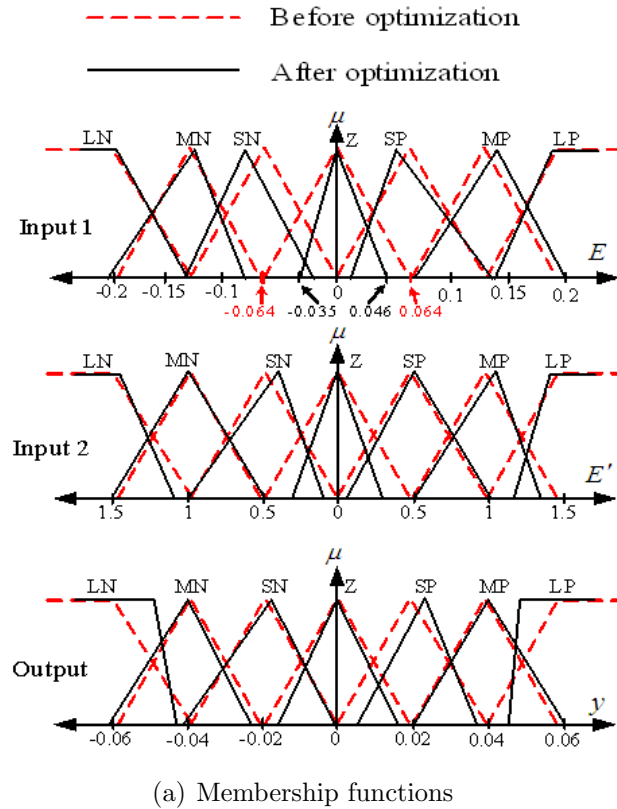 Before optimization
After optimization
μ
LN MN SN Z SP MP LP
Input 1
E
-0.2 -0.15 -0.1 0 0.1 0.15 0.2
-0.064 -0.035 0.046 0.064
μ
LN MN SN Z SP MP LP
Input 2
E'
1.5 1 0.5 0 0.5 1 1.5
μ
LN MN SN Z SP MP LP
Output
y
-0.06 -0.04 -0.02 0 0.02 0.04 0.06
(a) Membership functions